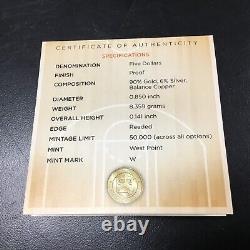 CERTIFICATE OF AUTHENTICITY
SPECIFICATIONS
DENOMINATION Five Dollars
FINISH Proof
COMPOSITION 90% Gold, 6% Silver,
Balance Copper
DIAMETER 0.850 inch
WEIGHT 8.359 grams
OVERALL HEIGHT 0.141 inch
EDGE Reeded
MINTAGE LIMIT 50,000 (across all options)
MINT West Point
MINT MARK W